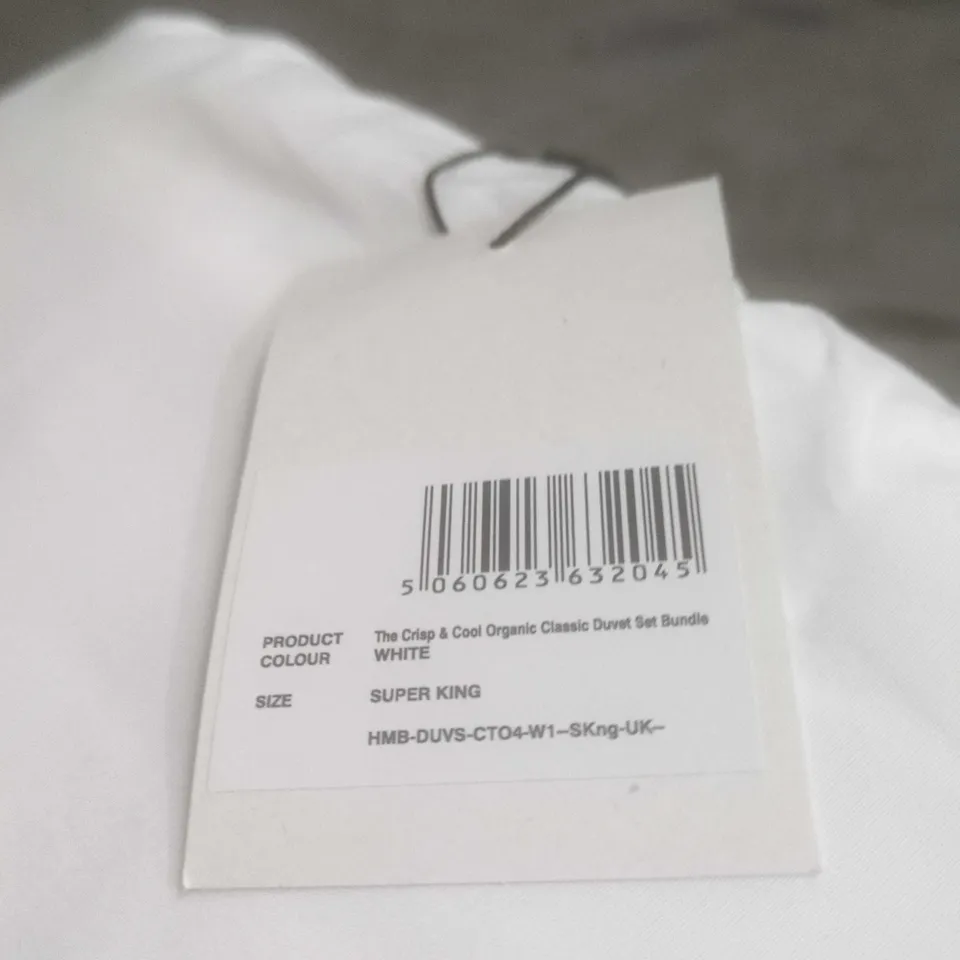 5 060623 632045
PRODUCT The Crisp & Cool Organic Classic Duvet Set Bundle
COLOUR WHITE
SIZE SUPER KING
HMB-DUVS-CTO4-W1--SKng-UK--